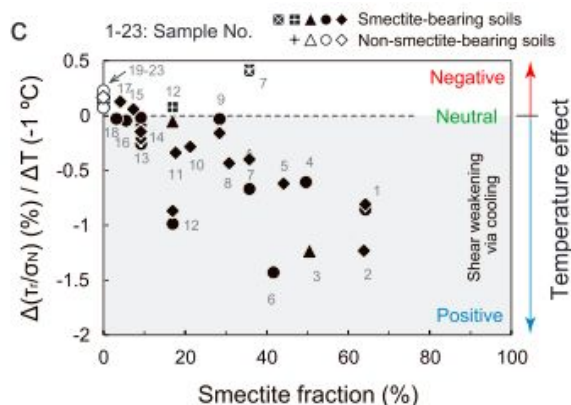 C
1-23: Sample No.
Smectite-bearing soils
Non-smectite-bearing soils
0.5
0
-0.5
-1
-1.5
-2
Δ(τr/σN) (%) / ΔT (-1 ºC)
19-23
17
15
12
7
9
18
16
13
14
11
10
8
7
5
4
1
12
6
3
2
Negative
Neutral
Positive
Shear weakening
via cooling
Temperature effect
0
20
40
60
80
100
Smectite fraction (%)